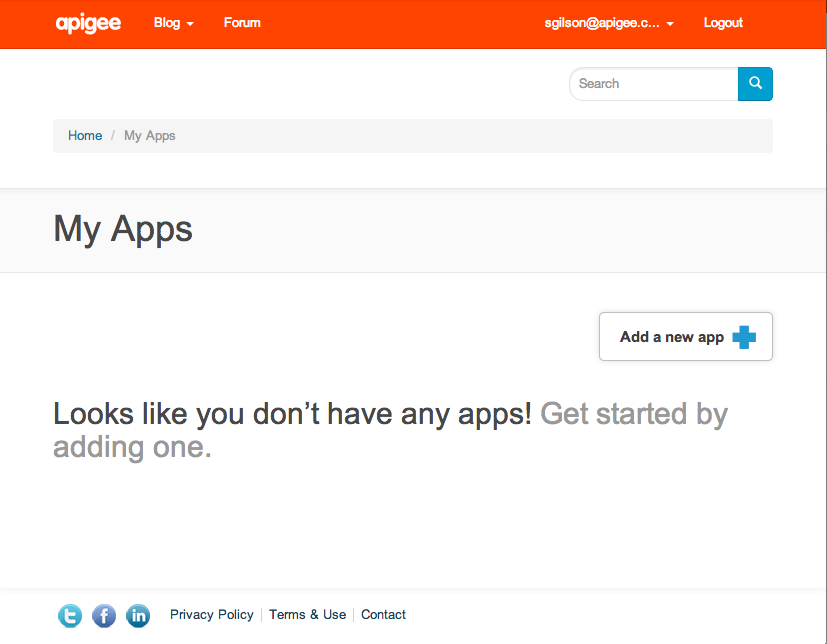 apigee Blog Forum sgilson@apigee.c... Logout
Search
Home / My Apps
My Apps
Add a new app
Looks like you don’t have any apps! Get started by
adding one.
Privacy Policy | Terms & Use | Contact